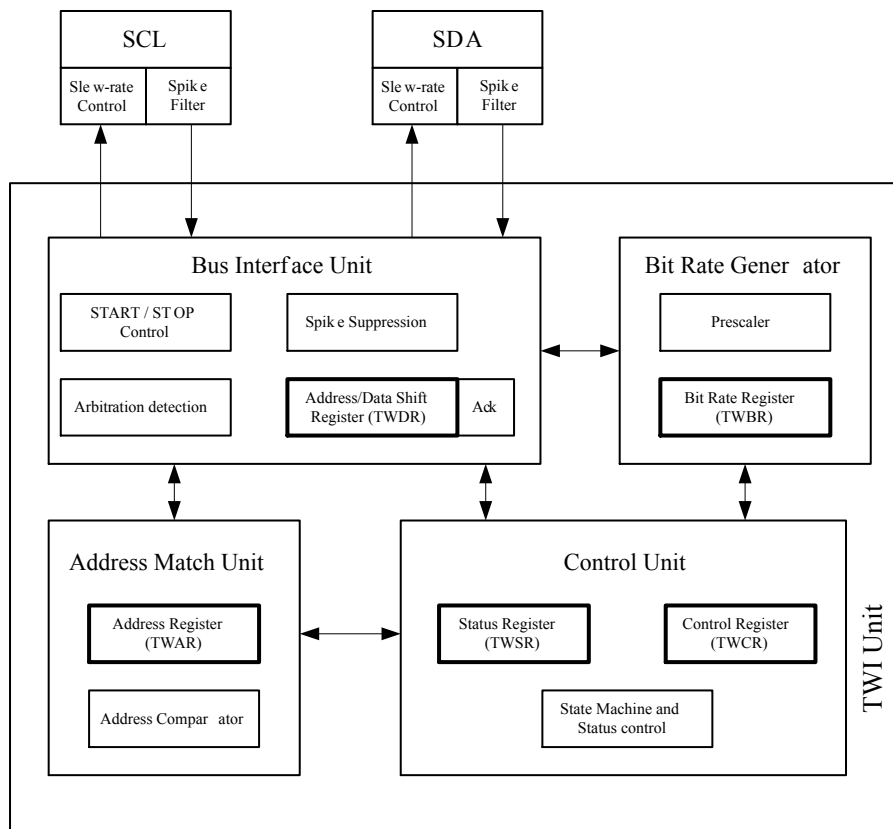 SCL
Slew-rate
Control
Spike
Filter
SDA
Slew-rate
Control
Spike
Filter
Bus Interface Unit
START / STOP
Control
Spike Suppression
Arbitration detection
Address/Data Shift
Register (TWDR)
Ack
Bit Rate Generator
Prescaler
Bit Rate Register
(TWBR)
Address Match Unit
Address Register
(TWAR)
Address Comparator
Control Unit
Status Register
(TWSR)
Control Register
(TWCR)
State Machine and
Status control
TWI Unit